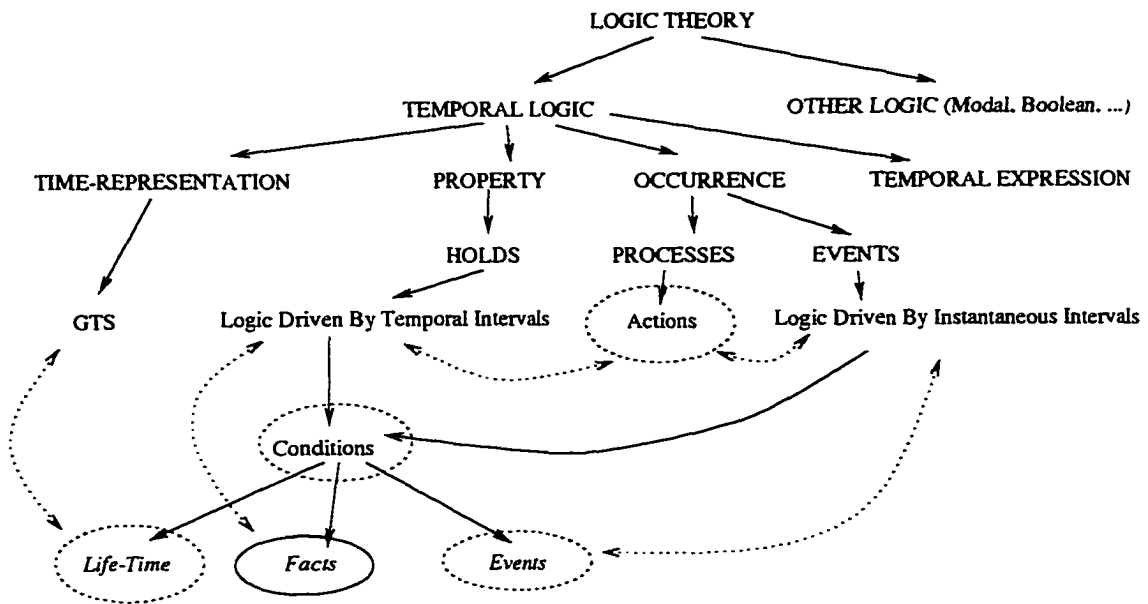 LOGIC THEORY
TEMPORAL LOGIC
OTHER LOGIC (Modal. Boolean. ...)
TIME-REPRESENTATION
PROPERTY
OCCURRENCE
TEMPORAL EXPRESSION
HOLDS
PROCESSES
EVENTS
GTS
Logic Driven By Temporal Intervals
Actions
Logic Driven By Instantaneous Intervals
Conditions
Life-Time
Facts
Events